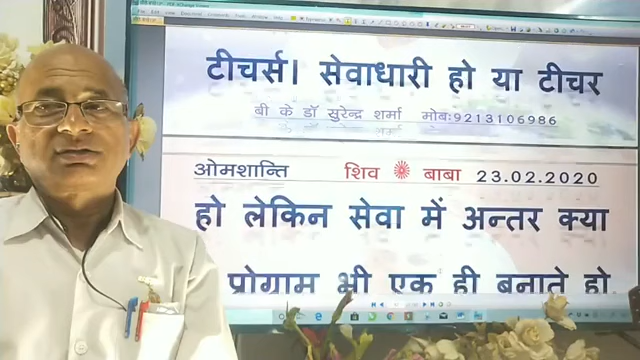 टीचर्स। सेवाधारी हो या टीचर
बी के डॉ सुरेन्द्र शर्मा मोबः9213106986
ओमशान्ति शिव बाबा 23.02.2020
हो लेकिन सेवा में अन्तर क्या
प्रोग्राम भी एक ही बनाते हो